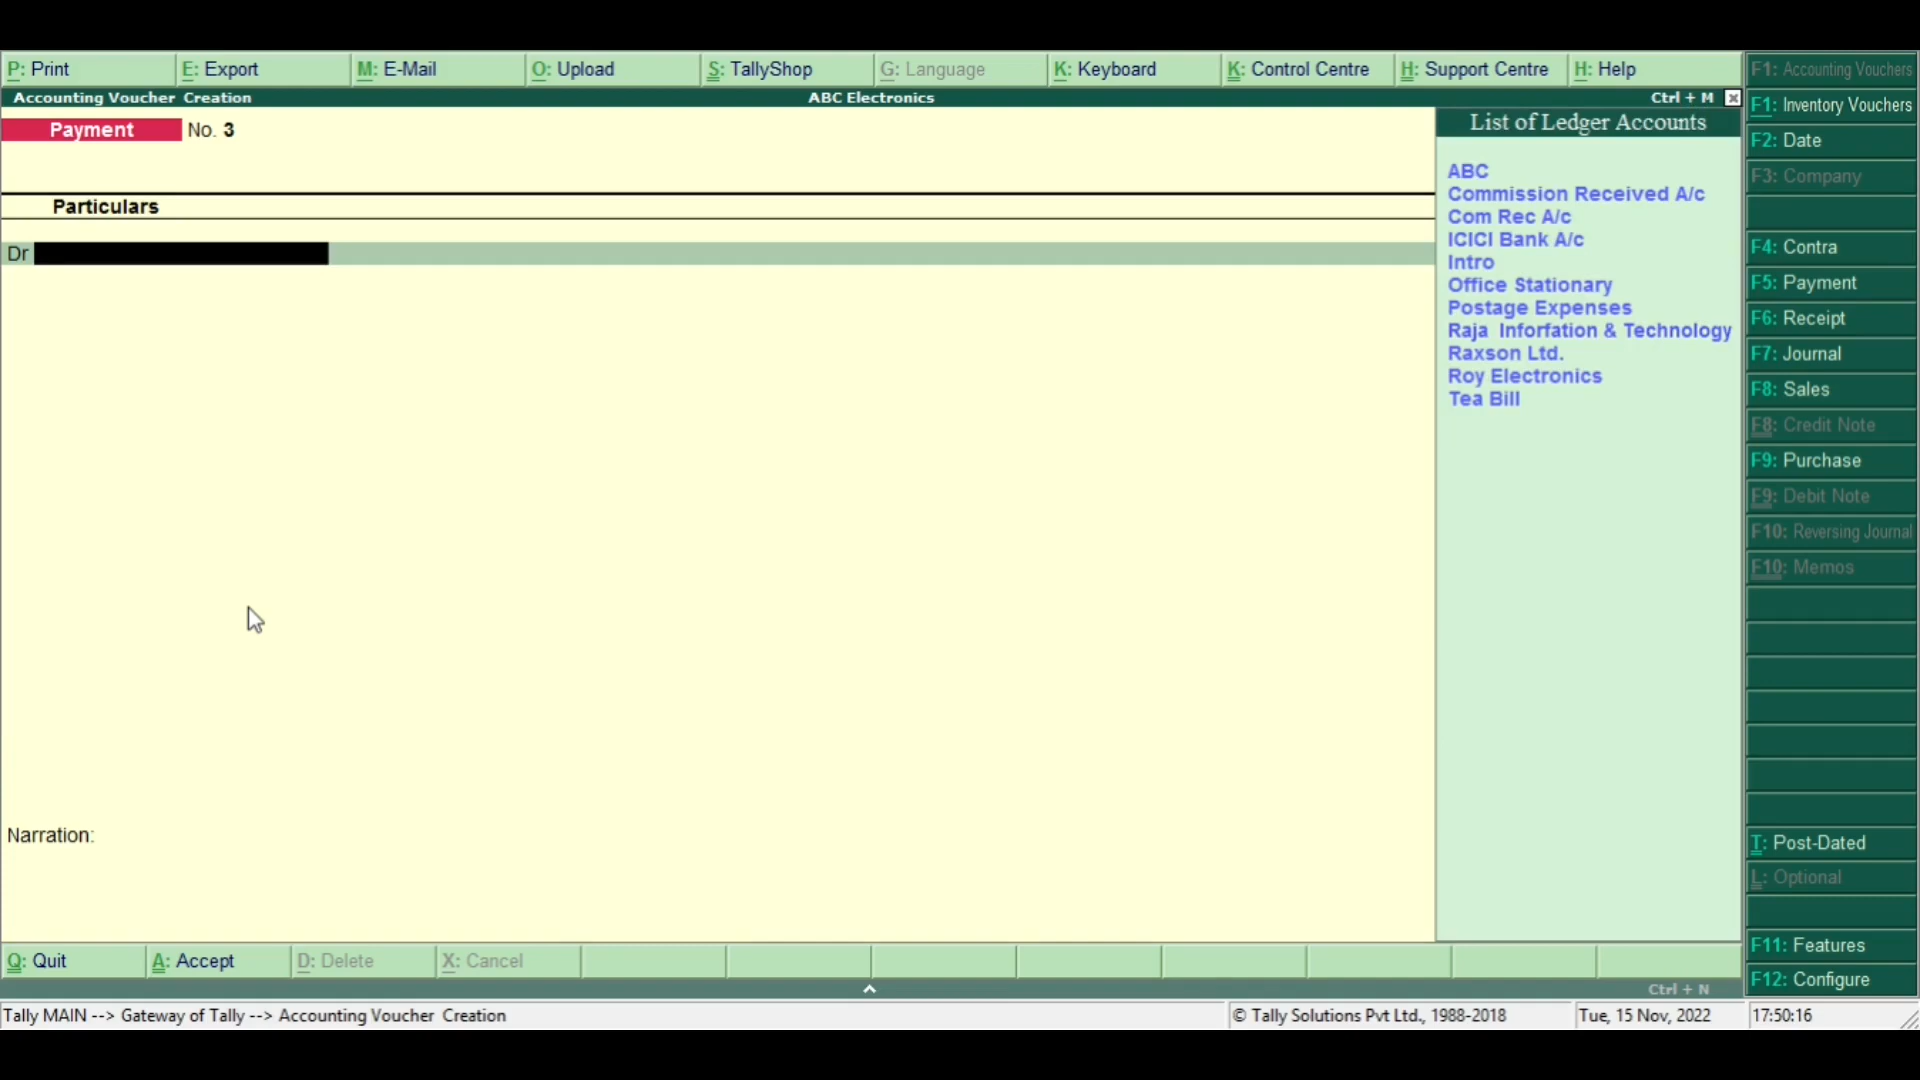 P: Print E: Export M: E-Mail O: Upload S: TallyShop G: Language K: Keyboard K: Control Centre H: Support Centre H: Help
F1: Accounting Vouchers
Accounting Voucher Creation ABC Electronics Ctrl + M
Payment No. 3
List of Ledger Accounts
F1: Inventory Vouchers
F2: Date
F3: Company
Particulars
Dr
ABC
Commission Received A/c
Com Rec A/c
ICICI Bank A/c
Intro
Office Stationary
Postage Expenses
Raja Inforfation & Technology
Raxson Ltd.
Roy Electronics
Tea Bill
F4: Contra
F5: Payment
F6: Receipt
F7: Journal
F8: Sales
F8: Credit Note
F9: Purchase
F9: Debit Note
F10: Reversing Journal
F10: Memos
Narration:
T: Post-Dated
L: Optional
F11: Features
F12: Configure
Q: Quit A: Accept D: Delete X: Cancel
Ctrl + N
Tally MAIN --> Gateway of Tally --> Accounting Voucher Creation © Tally Solutions Pvt Ltd., 1988-2018 Tue, 15 Nov, 2022 17:50:16